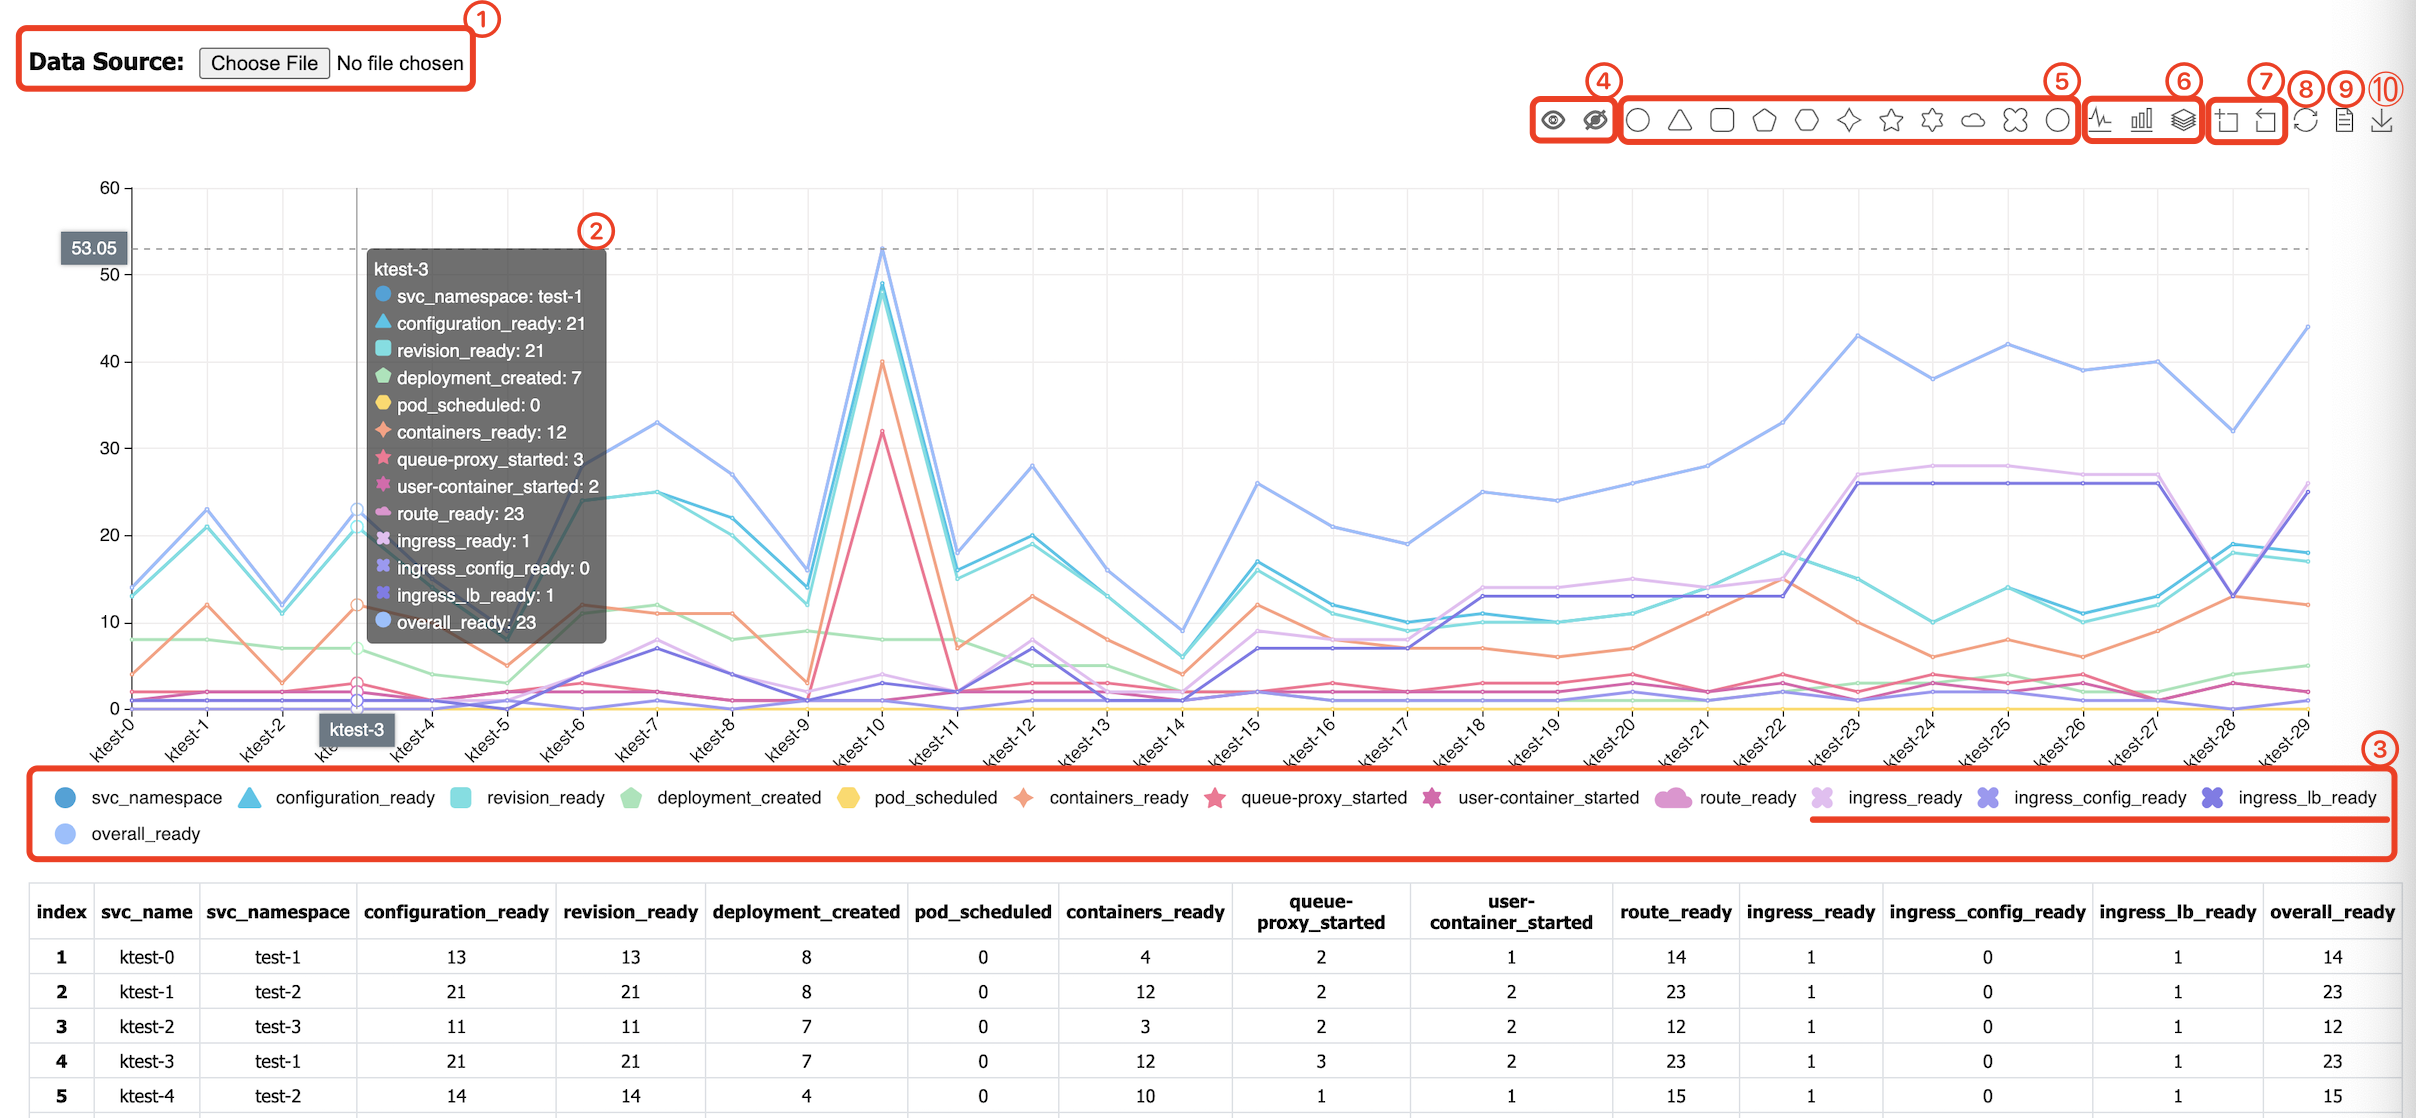 ①
Data Source: Choose File No file chosen
④ ⑤ ⑥ ⑦ ⑧ ⑨ ⑩
60
53.05
50
40
30
20
10
0
②
ktest-3
svc_namespace: test-1
configuration_ready: 21
revision_ready: 21
deployment_created: 7
pod_scheduled: 0
containers_ready: 12
queue-proxy_started: 3
user-container_started: 2
route_ready: 23
ingress_ready: 1
ingress_config_ready: 0
ingress_lb_ready: 1
overall_ready: 23
ktest-0 ktest-1 ktest-2 ktest-3 ktest-4 ktest-5 ktest-6 ktest-7 ktest-8 ktest-9 ktest-10 ktest-11 ktest-12 ktest-13 ktest-14 ktest-15 ktest-16 ktest-17 ktest-18 ktest-19 ktest-20 ktest-21 ktest-22 ktest-23 ktest-24 ktest-25 ktest-26 ktest-27 ktest-28 ktest-29
③
svc_namespace configuration_ready revision_ready deployment_created pod_scheduled containers_ready queue-proxy_started user-container_started route_ready ingress_ready ingress_config_ready ingress_lb_ready
overall_ready
index svc_name svc_namespace configuration_ready revision_ready deployment_created pod_scheduled containers_ready queue-proxy_started user-container_started route_ready ingress_ready ingress_config_ready ingress_lb_ready overall_ready
1 ktest-0 test-1 13 13 8 0 4 2 1 14 1 0 1 14
2 ktest-1 test-2 21 21 8 0 12 2 2 23 1 0 1 23
3 ktest-2 test-3 11 11 7 0 3 2 2 12 1 0 1 12
4 ktest-3 test-1 21 21 7 0 12 3 2 23 1 0 1 23
5 ktest-4 test-2 14 14 4 0 10 1 1 15 1 0 1 15